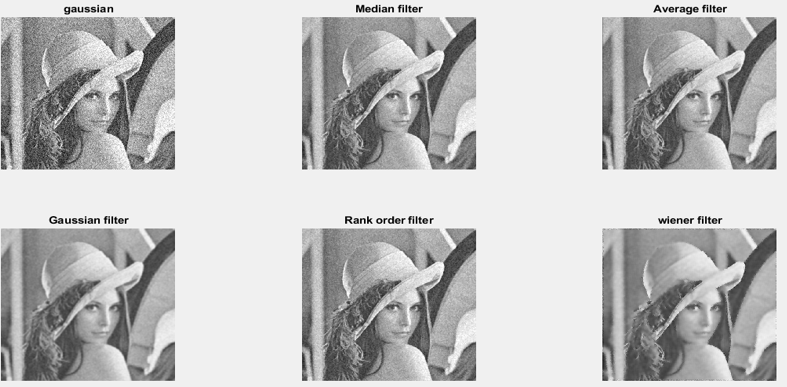 gaussian
Median filter
Average filter
Gaussian filter
Rank order filter
wiener filter